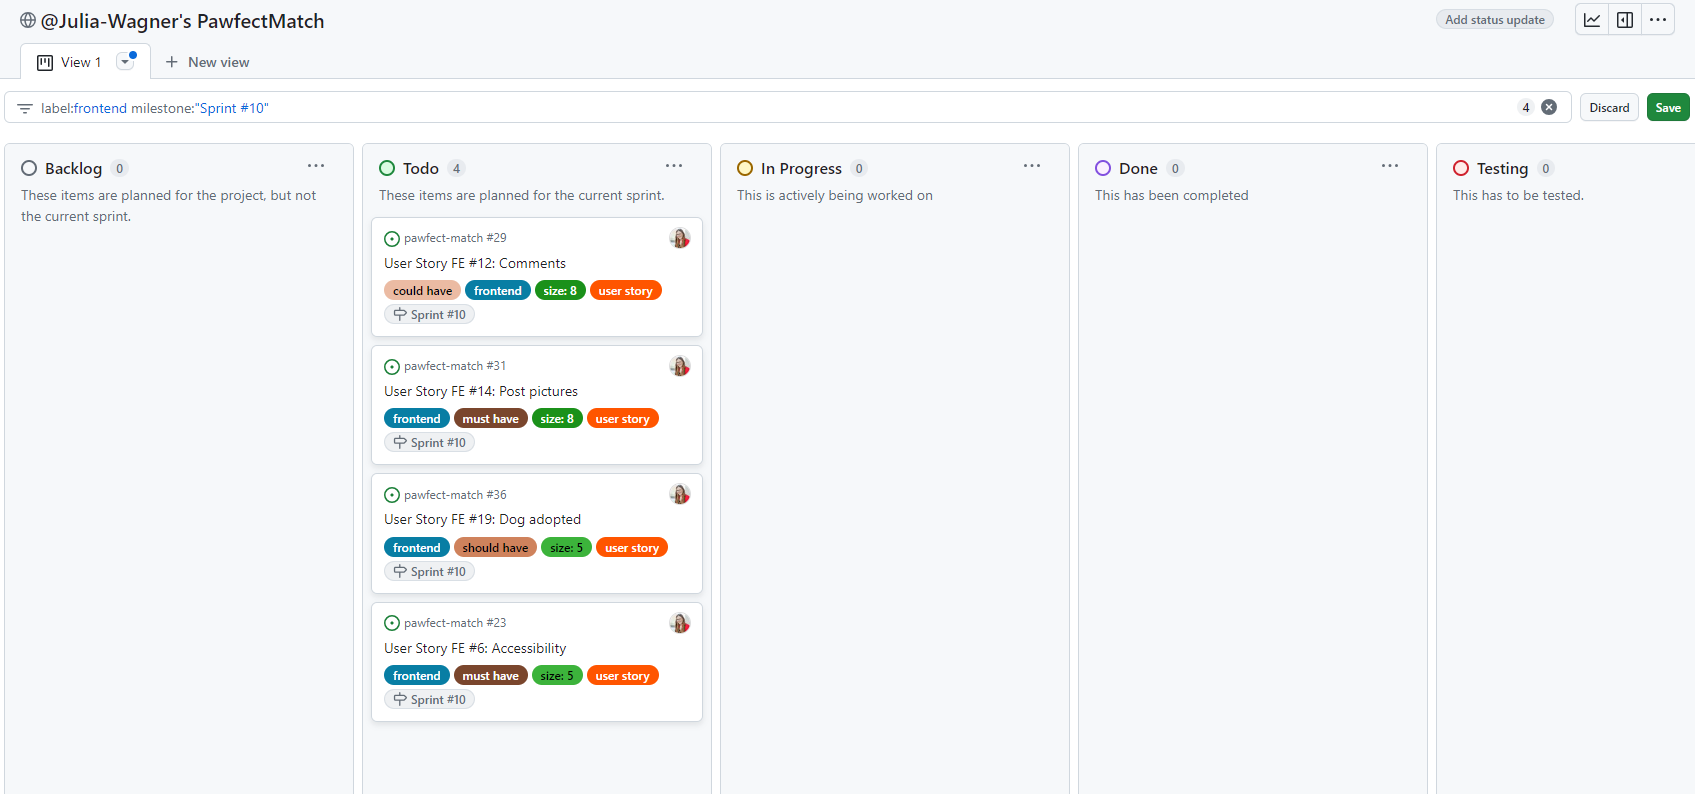 @Julia-Wagner's PawfectMatch
Add status update
View 1
New view
label:frontend milestone:"Sprint #10"
4
Discard
Save
Backlog 0
These items are planned for the project, but not
the current sprint.
Todo 4
These items are planned for the current sprint.
pawfect-match #29
User Story FE #12: Comments
could have frontend size: 8 user story
Sprint #10
pawfect-match #31
User Story FE #14: Post pictures
frontend must have size: 8 user story
Sprint #10
pawfect-match #36
User Story FE #19: Dog adopted
frontend should have size: 5 user story
Sprint #10
pawfect-match #23
User Story FE #6: Accessibility
frontend must have size: 5 user story
Sprint #10
In Progress 0
This is actively being worked on
Done 0
This has been completed
Testing 0
This has to be tested.